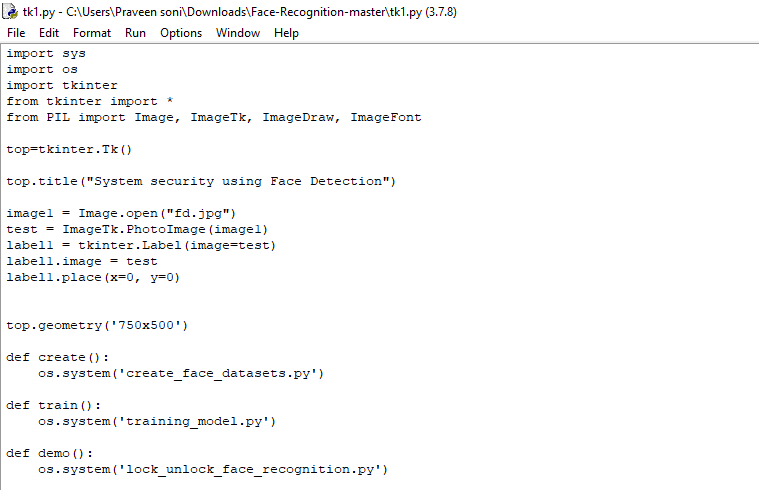 tk1.py - C:\Users\Praveen soni\Downloads\Face-Recognition-master\tk1.py (3.7.8)
File Edit Format Run Options Window Help
import sys
import os
import tkinter
from tkinter import *
from PIL import Image, ImageTk, ImageDraw, ImageFont
top=tkinter.Tk()
top.title("System security using Face Detection")
image1 = Image.open("fd.jpg")
test = ImageTk.PhotoImage(image1)
label1 = tkinter.Label(image=test)
label1.image = test
label1.place(x=0, y=0)
top.geometry('750x500')
def create():
    os.system('create_face_datasets.py')
def train():
    os.system('training_model.py')
def demo():
    os.system('lock_unlock_face_recognition.py')